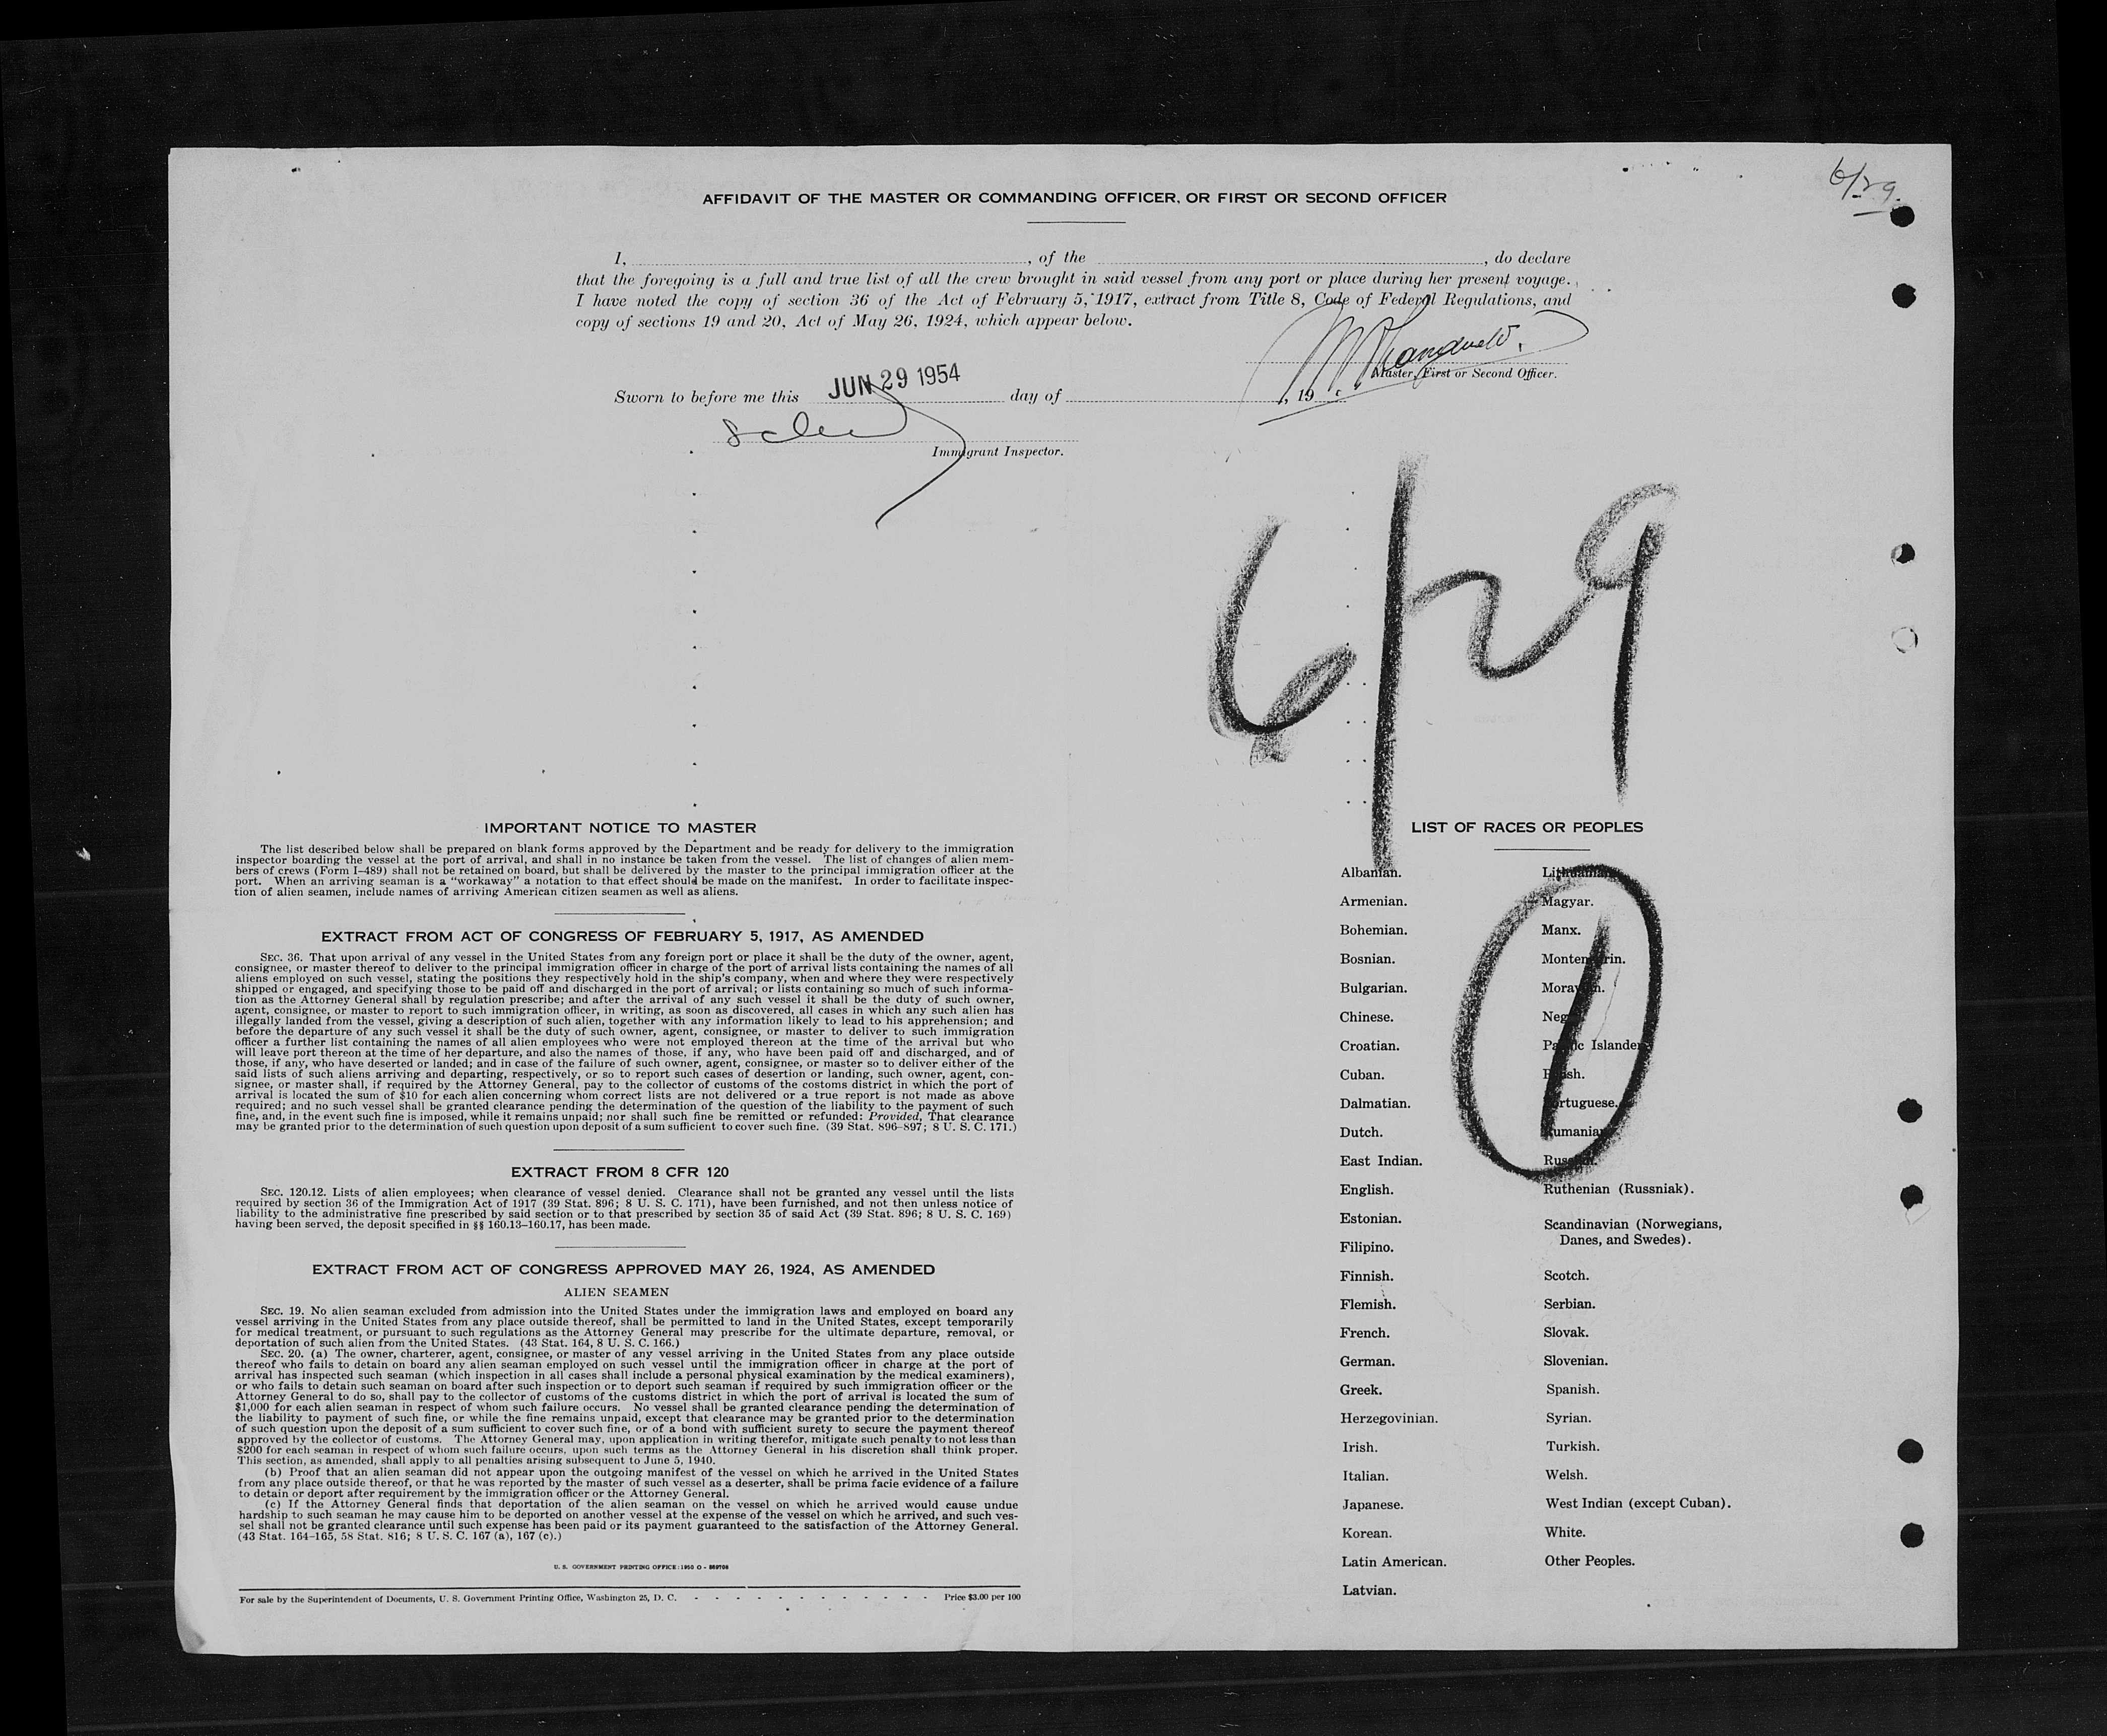 6/29.
AFFIDAVIT OF THE MASTER OR COMMANDING OFFICER, OR FIRST OR SECOND OFFICER
I, , of the , do declare
that the foregoing is a full and true list of all the crew brought in said vessel from any port or place during her present voyage.
I have noted the copy of section 36 of the Act of February 5, 1917, extract from Title 8, Code of Federal Regulations, and
copy of sections 19 and 20, Act of May 26, 1924, which appear below.
Master, First or Second Officer.
Sworn to before me this JUN 29 1954 day of , 19
Immigrant Inspector.
6/29
IMPORTANT NOTICE TO MASTER
The list described below shall be prepared on blank forms approved by the Department and be ready for delivery to the immigration
inspector boarding the vessel at the port of arrival, and shall in no instance be taken from the vessel. The list of changes of alien mem-
bers of crews (Form I-489) shall not be retained on board, but shall be delivered by the master to the principal immigration officer at the
port. When an arriving seaman is a "workaway" a notation to that effect should be made on the manifest. In order to facilitate inspec-
tion of alien seamen, include names of arriving American citizen seamen as well as aliens.
EXTRACT FROM ACT OF CONGRESS OF FEBRUARY 5, 1917, AS AMENDED
SEC. 36. That upon arrival of any vessel in the United States from any foreign port or place it shall be the duty of the owner, agent,
consignee, or master thereof to deliver to the principal immigration officer in charge of the port of arrival lists containing the names of all
aliens employed on such vessel, stating the positions they respectively hold in the ship's company, when and where they were respectively
shipped or engaged, and specifying those to be paid off and discharged in the port of arrival; or lists containing so much of such informa-
tion as the Attorney General shall by regulation prescribe; and after the arrival of any such vessel it shall be the duty of such owner,
agent, consignee, or master to report to such immigration officer, in writing, as soon as discovered, all cases in which any such alien has
illegally landed from the vessel, giving a description of such alien, together with any information likely to lead to his apprehension; and
before the departure of any such vessel it shall be the duty of such owner, agent, consignee, or master to deliver to such immigration
officer a further list containing the names of all alien employees who were not employed thereon at the time of the arrival but who
will leave port thereon at the time of her departure, and also the names of those, if any, who have been paid off and discharged, and of
those, if any, who have deserted or landed; and in case of the failure of such owner, agent, consignee, or master so to deliver either of the
said lists of such aliens arriving and departing, respectively, or so to report such cases of desertion or landing, such owner, agent, con-
signee, or master shall, if required by the Attorney General, pay to the collector of customs of the costoms district in which the port of
arrival is located the sum of $10 for each alien concerning whom correct lists are not delivered or a true report is not made as above
required; and no such vessel shall be granted clearance pending the determination of the question of the liability to the payment of such
fine, and, in the event such fine is imposed, while it remains unpaid; nor shall such fine be remitted or refunded: Provided, That clearance
may be granted prior to the determination of such question upon deposit of a sum sufficient to cover such fine. (39 Stat. 896-897; 8 U. S. C. 171.)
EXTRACT FROM 8 CFR 120
SEC. 120.12. Lists of alien employees; when clearance of vessel denied. Clearance shall not be granted any vessel until the lists
required by section 36 of the Immigration Act of 1917 (39 Stat. 896; 8 U. S. C. 171), have been furnished, and not then unless notice of
liability to the administrative fine prescribed by said section or to that prescribed by section 35 of said Act (39 Stat. 896; 8 U. S. C. 169)
having been served, the deposit specified in §§ 160.13-160.17, has been made.
EXTRACT FROM ACT OF CONGRESS APPROVED MAY 26, 1924, AS AMENDED
ALIEN SEAMEN
SEC. 19. No alien seaman excluded from admission into the United States under the immigration laws and employed on board any
vessel arriving in the United States from any place outside thereof, shall be permitted to land in the United States, except temporarily
for medical treatment, or pursuant to such regulations as the Attorney General may prescribe for the ultimate departure, removal, or
deportation of such alien from the United States. (43 Stat. 164, 8 U. S. C. 166.)
SEC. 20. (a) The owner, charterer, agent, consignee, or master of any vessel arriving in the United States from any place outside
thereof who fails to detain on board any alien seaman employed on such vessel until the immigration officer in charge at the port of
arrival has inspected such seaman (which inspection in all cases shall include a personal physical examination by the medical examiners),
or who fails to detain such seaman on board after such inspection or to deport such seaman if required by such immigration officer or the
Attorney General to do so, shall pay to the collector of customs of the customs district in which the port of arrival is located the sum of
$1,000 for each alien seaman in respect of whom such failure occurs. No vessel shall be granted clearance pending the determination of
the liability to payment of such fine, or while the fine remains unpaid, except that clearance may be granted prior to the determination
of such question upon the deposit of a sum sufficient to cover such fine, or of a bond with sufficient surety to secure the payment thereof
approved by the collector of customs. The Attorney General may, upon application in writing therefor, mitigate such penalty to not less than
$200 for each seaman in respect of whom such failure occurs, upon such terms as the Attorney General in his discretion shall think proper.
This section, as amended, shall apply to all penalties arising subsequent to June 5, 1940.
(b) Proof that an alien seaman did not appear upon the outgoing manifest of the vessel on which he arrived in the United States
from any place outside thereof, or that he was reported by the master of such vessel as a deserter, shall be prima facie evidence of a failure
to detain or deport after requirement by the immigration officer or the Attorney General.
(c) If the Attorney General finds that deportation of the alien seaman on the vessel on which he arrived would cause undue
hardship to such seaman he may cause him to be deported on another vessel at the expense of the vessel on which he arrived, and such ves-
sel shall not be granted clearance until such expense has been paid or its payment guaranteed to the satisfaction of the Attorney General.
(43 Stat. 164-165, 58 Stat. 816; 8 U. S. C. 167 (a), 167 (c).)
U. S. GOVERNMENT PRINTING OFFICE : 1950 O - 889706
For sale by the Superintendent of Documents, U. S. Government Printing Office, Washington 25, D. C. - - - - - - - - - - - - Price $3.00 per 100
LIST OF RACES OR PEOPLES
1
Albanian.
Armenian.
Bohemian.
Bosnian.
Bulgarian.
Chinese.
Croatian.
Cuban.
Dalmatian.
Dutch.
East Indian.
English.
Estonian.
Filipino.
Finnish.
Flemish.
French.
German.
Greek.
Herzegovinian.
Irish.
Italian.
Japanese.
Korean.
Latin American.
Latvian.
Lithuanian.
Magyar.
Manx.
Montenegrin.
Moravian.
Negro.
Pacific Islander.
Polish.
Portuguese.
Rumanian.
Russian.
Ruthenian (Russniak).
Scandinavian (Norwegians,
Danes, and Swedes).
Scotch.
Serbian.
Slovak.
Slovenian.
Spanish.
Syrian.
Turkish.
Welsh.
West Indian (except Cuban).
White.
Other Peoples.